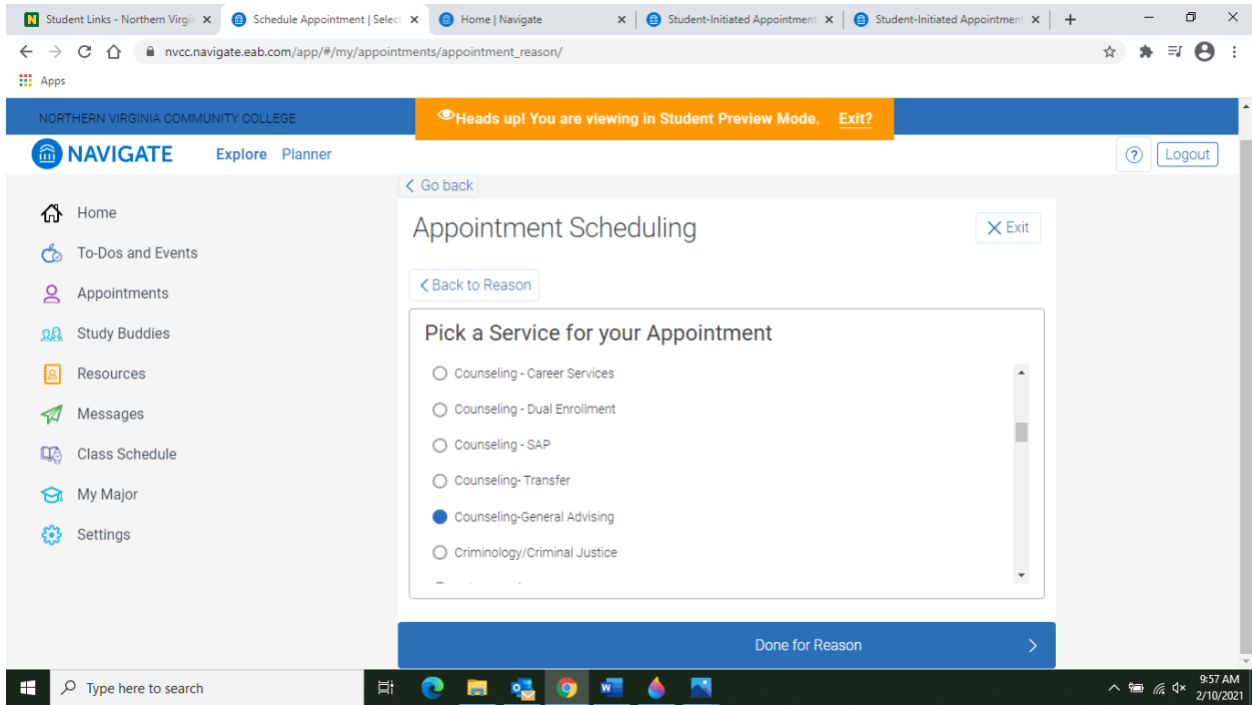 Student Links - Northern Virgir
Schedule Appointment | Select
Home | Navigate
Student-Initiated Appointment
Student-Initiated Appointment
nvcc.navigate.eab.com/app/#/my/appointments/appointment_reason/
Apps
NORTHERN VIRGINIA COMMUNITY COLLEGE
Heads up! You are viewing in Student Preview Mode. Exit?
NAVIGATE Explore Planner
? Logout
Go back
Home
To-Dos and Events
Appointments
Study Buddies
Resources
Messages
Class Schedule
My Major
Settings
Appointment Scheduling
X Exit
Back to Reason
Pick a Service for your Appointment
Counseling - Career Services
Counseling - Dual Enrollment
Counseling - SAP
Counseling- Transfer
Counseling-General Advising
Criminology/Criminal Justice
Done for Reason
Type here to search
9:57 AM
2/10/2021